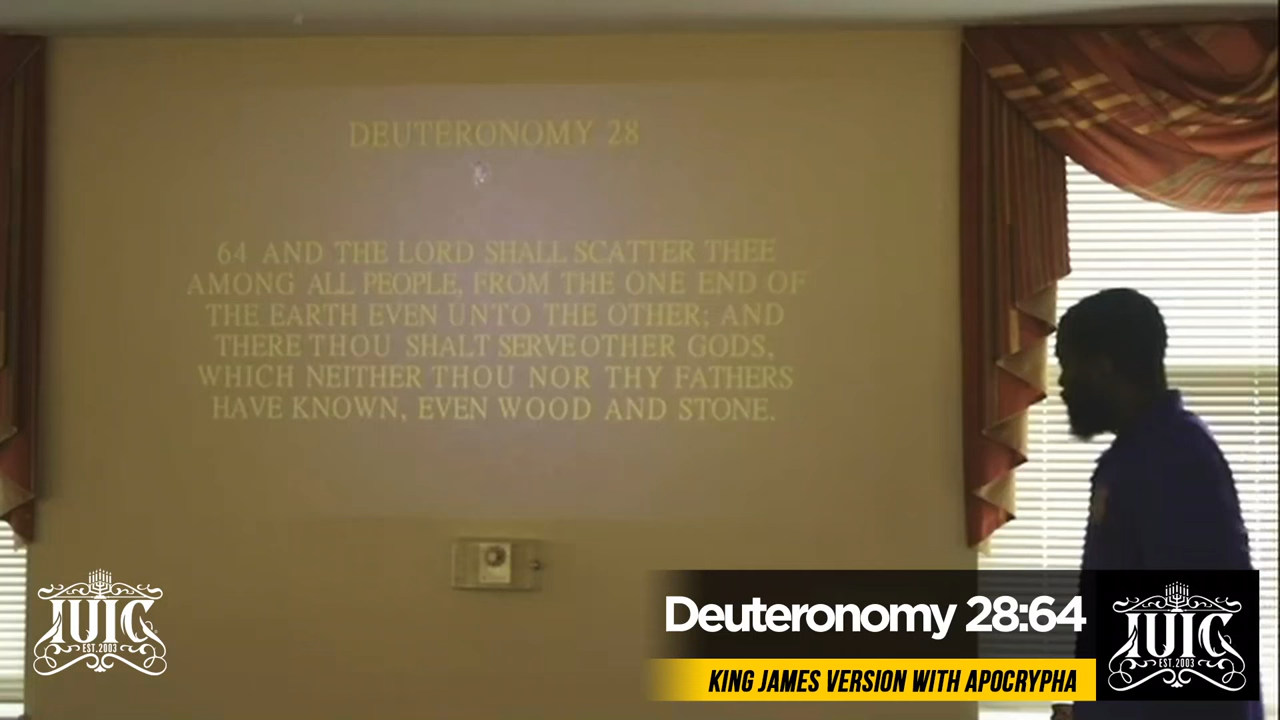 DEUTERONOMY 28
64 AND THE LORD SHALL SCATTER THEE
AMONG ALL PEOPLE, FROM THE ONE END OF
THE EARTH EVEN UNTO THE OTHER; AND
THERE THOU SHALT SERVE OTHER GODS,
WHICH NEITHER THOU NOR THY FATHERS
HAVE KNOWN, EVEN WOOD AND STONE.
IUIC
EST. 2003
Deuteronomy 28:64
KING JAMES VERSION WITH APOCRYPHA
IUIC
EST. 2003